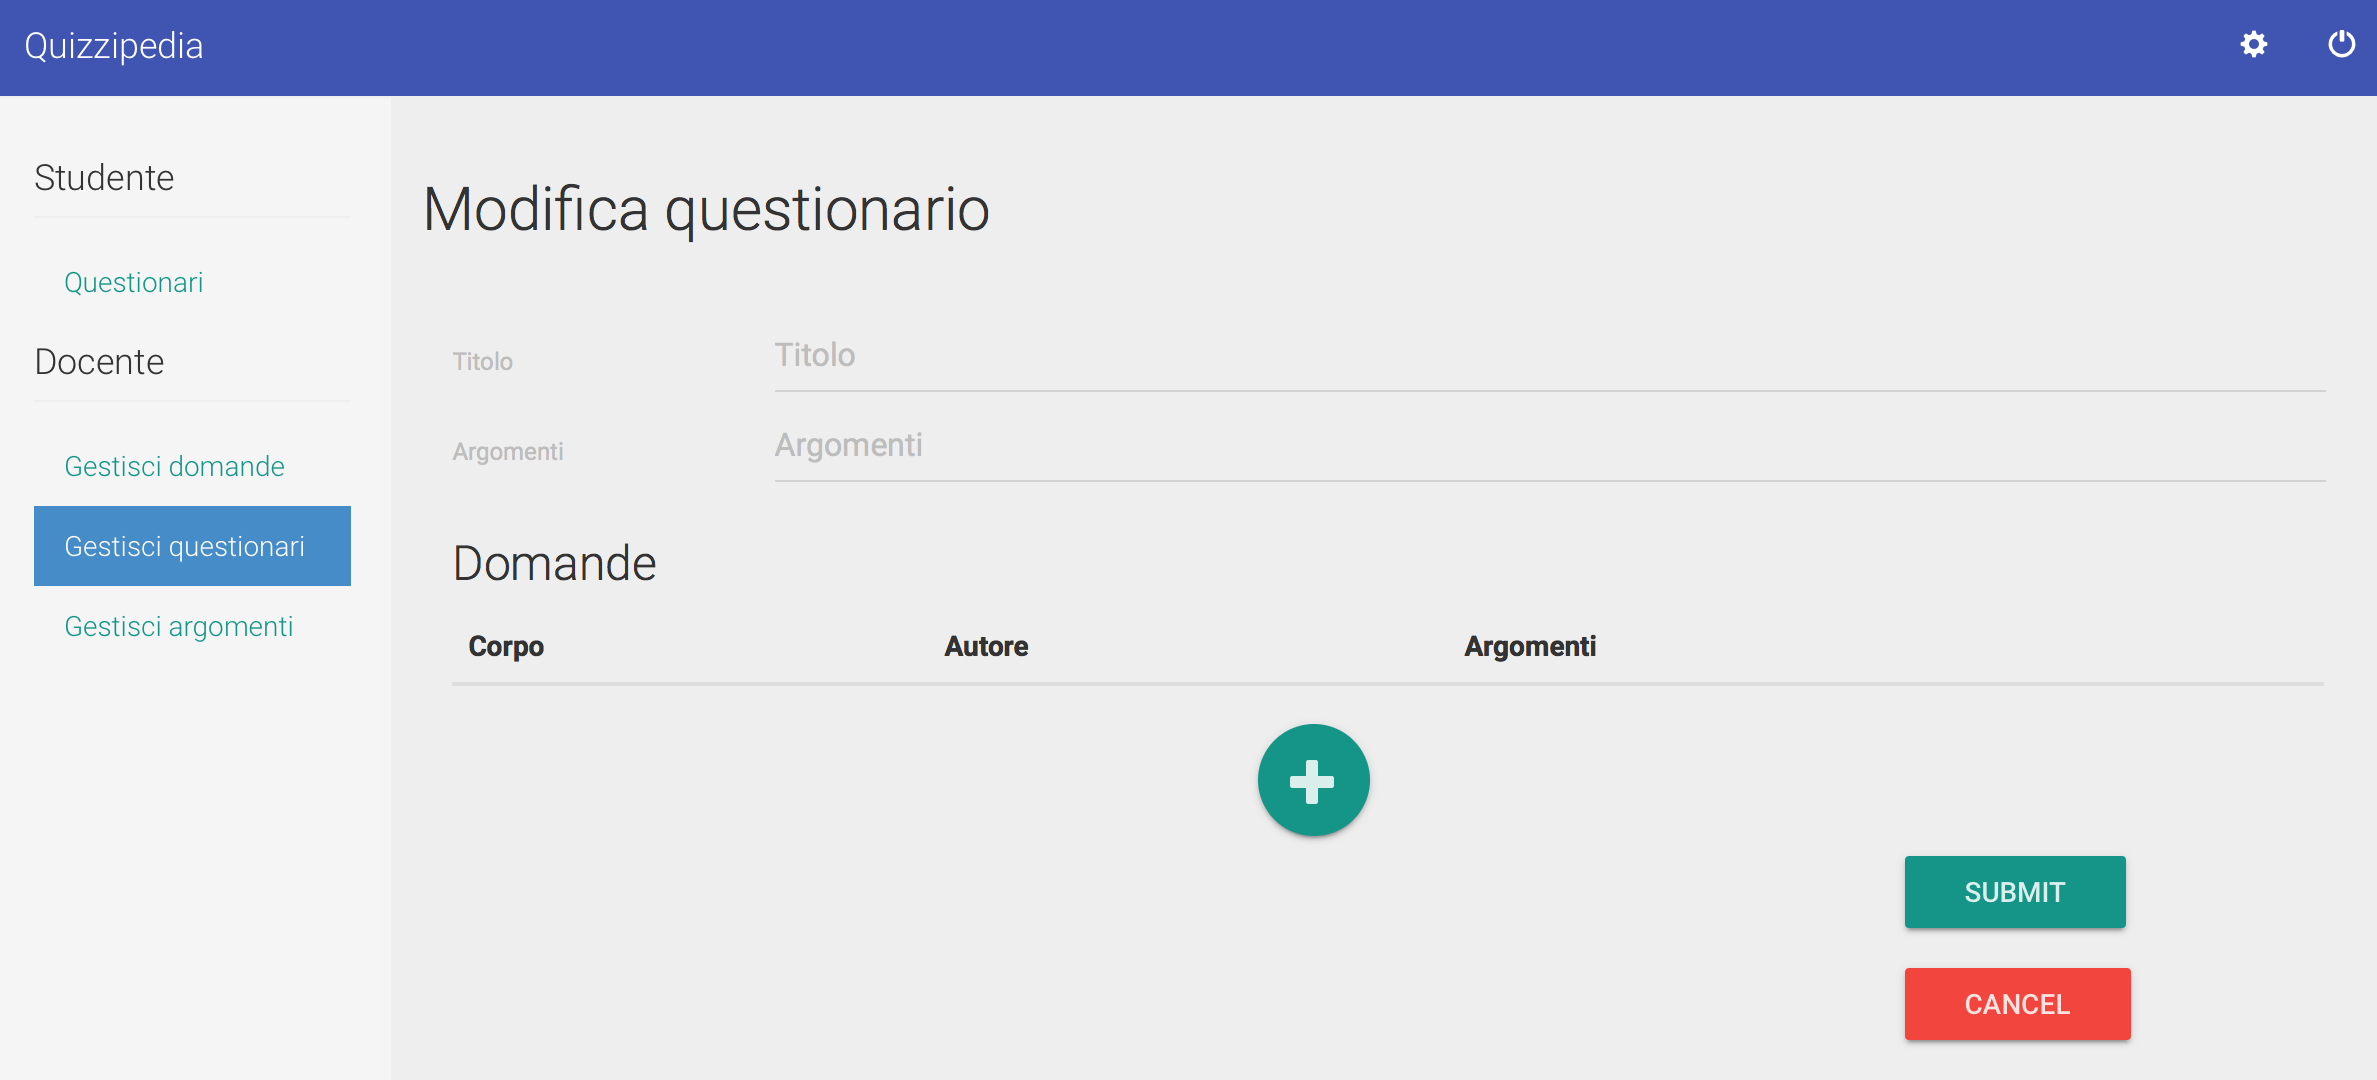 Quizzipedia
Studente
Questionari
Docente
Gestisci domande
Gestisci questionari
Gestisci argomenti
Modifica questionario
Titolo Titolo
Argomenti Argomenti
Domande
Corpo Autore Argomenti
SUBMIT
CANCEL